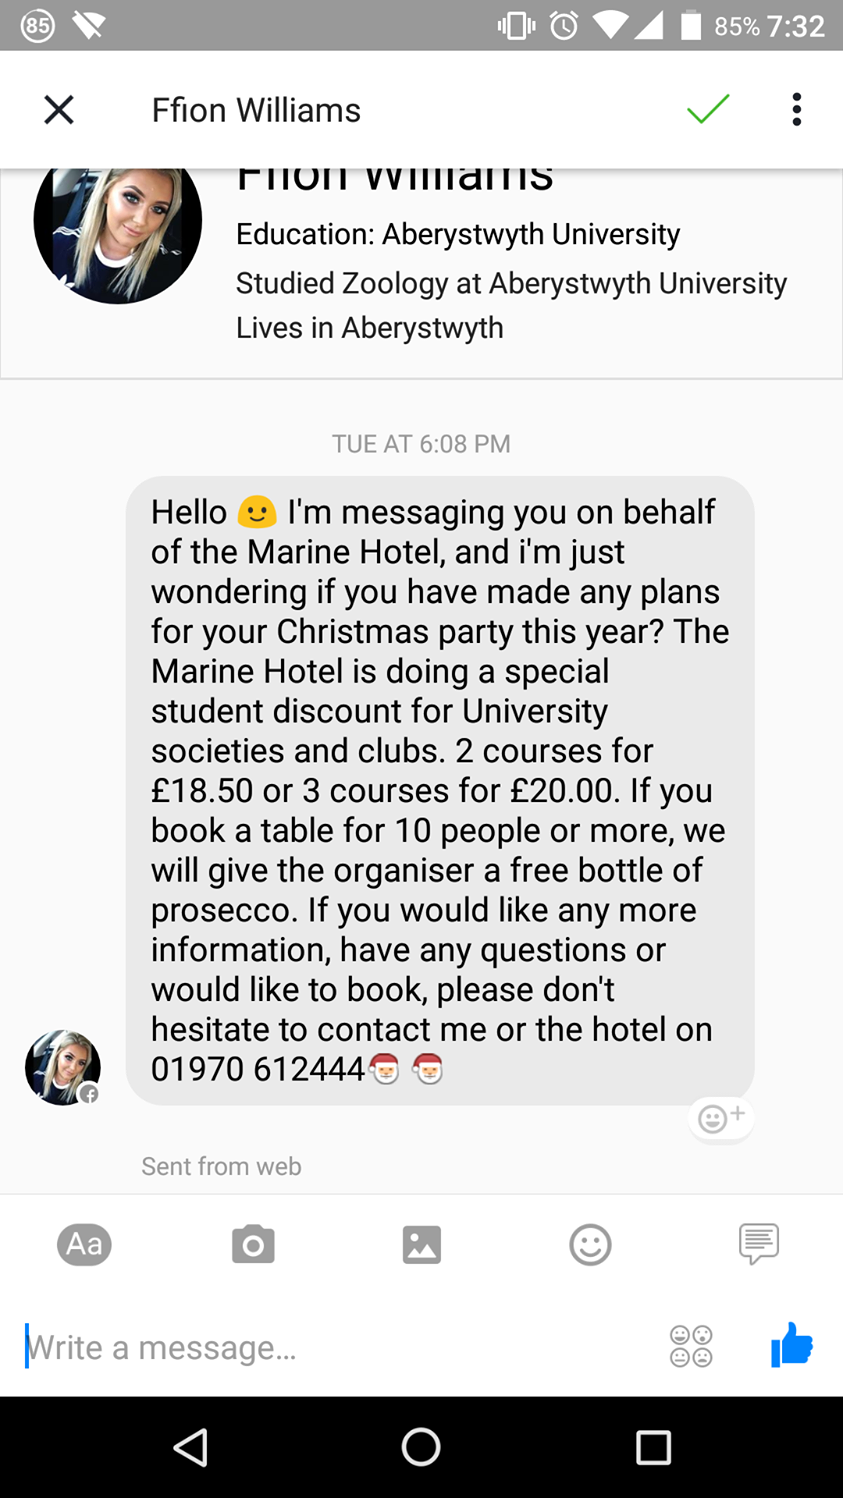 85
85% 7:32
Ffion Williams
Ffion Williams
Education: Aberystwyth University
Studied Zoology at Aberystwyth University
Lives in Aberystwyth
TUE AT 6:08 PM
Hello 🙂 I'm messaging you on behalf
of the Marine Hotel, and i'm just
wondering if you have made any plans
for your Christmas party this year? The
Marine Hotel is doing a special
student discount for University
societies and clubs. 2 courses for
£18.50 or 3 courses for £20.00. If you
book a table for 10 people or more, we
will give the organiser a free bottle of
prosecco. If you would like any more
information, have any questions or
would like to book, please don't
hesitate to contact me or the hotel on
01970 612444🎅 🎅
Sent from web
Aa
Write a message...